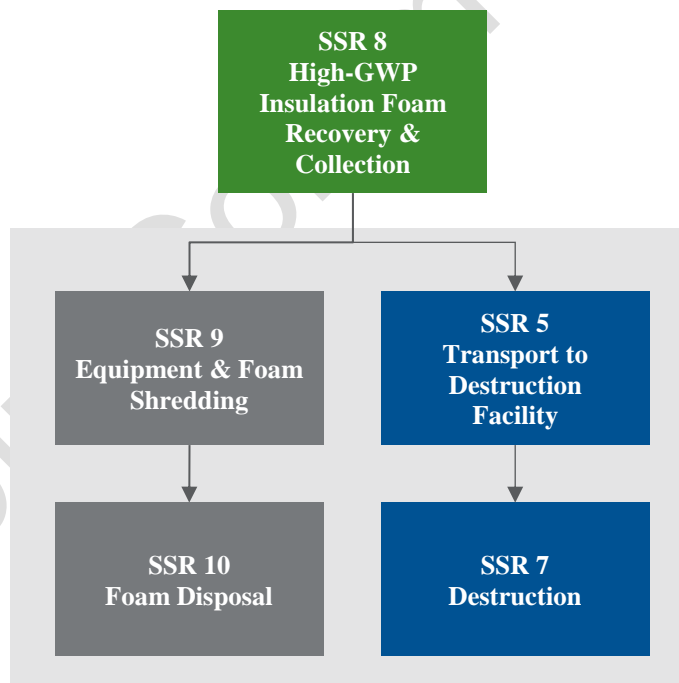 SSR 8
High-GWP
Insulation Foam
Recovery &
Collection
SSR 9
Equipment & Foam
Shredding
SSR 5
Transport to
Destruction
Facility
SSR 10
Foam Disposal
SSR 7
Destruction